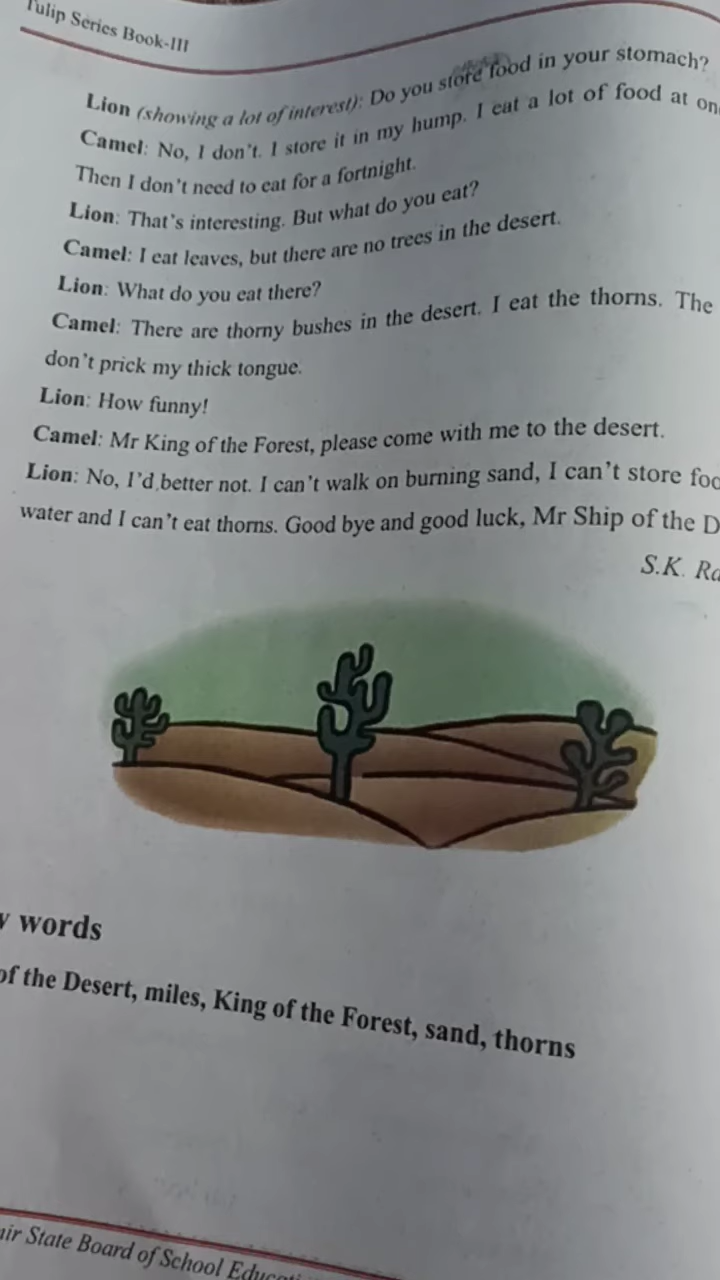 Tulip Series Book-III
Lion (showing a lot of interest): Do you store food in your stomach?
Camel: No, I don't. I store it in my hump. I eat a lot of food at
Then I don't need to eat for a fortnight.
Lion: That's interesting. But what do you eat?
Camel: I eat leaves, but there are no trees in the desert.
Lion: What do you eat there?
Camel: There are thorny bushes in the desert. I eat the thorns. The
don't prick my thick tongue.
Lion: How funny!
Camel: Mr King of the Forest, please come with me to the desert.
Lion: No, I'd better not. I can't walk on burning sand, I can't store
water and I can't eat thorns. Good bye and good luck, Mr Ship of the
S.K.
words
of the Desert, miles, King of the Forest, sand, thorns
State Board of School